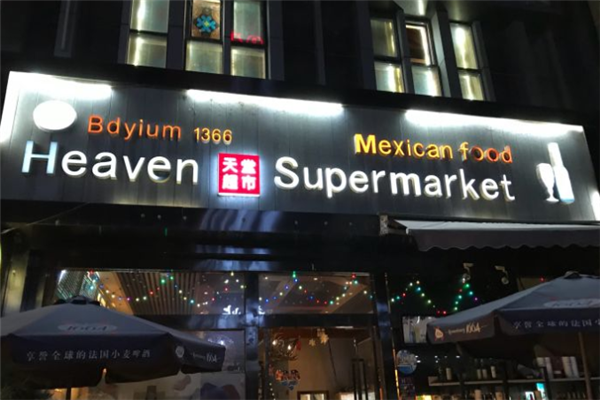 Bdyium 1366
Mexican food
Heaven 天堂超市 Supermarket
享誉全球的法国小麦啤酒
享誉全球的法国小麦啤酒